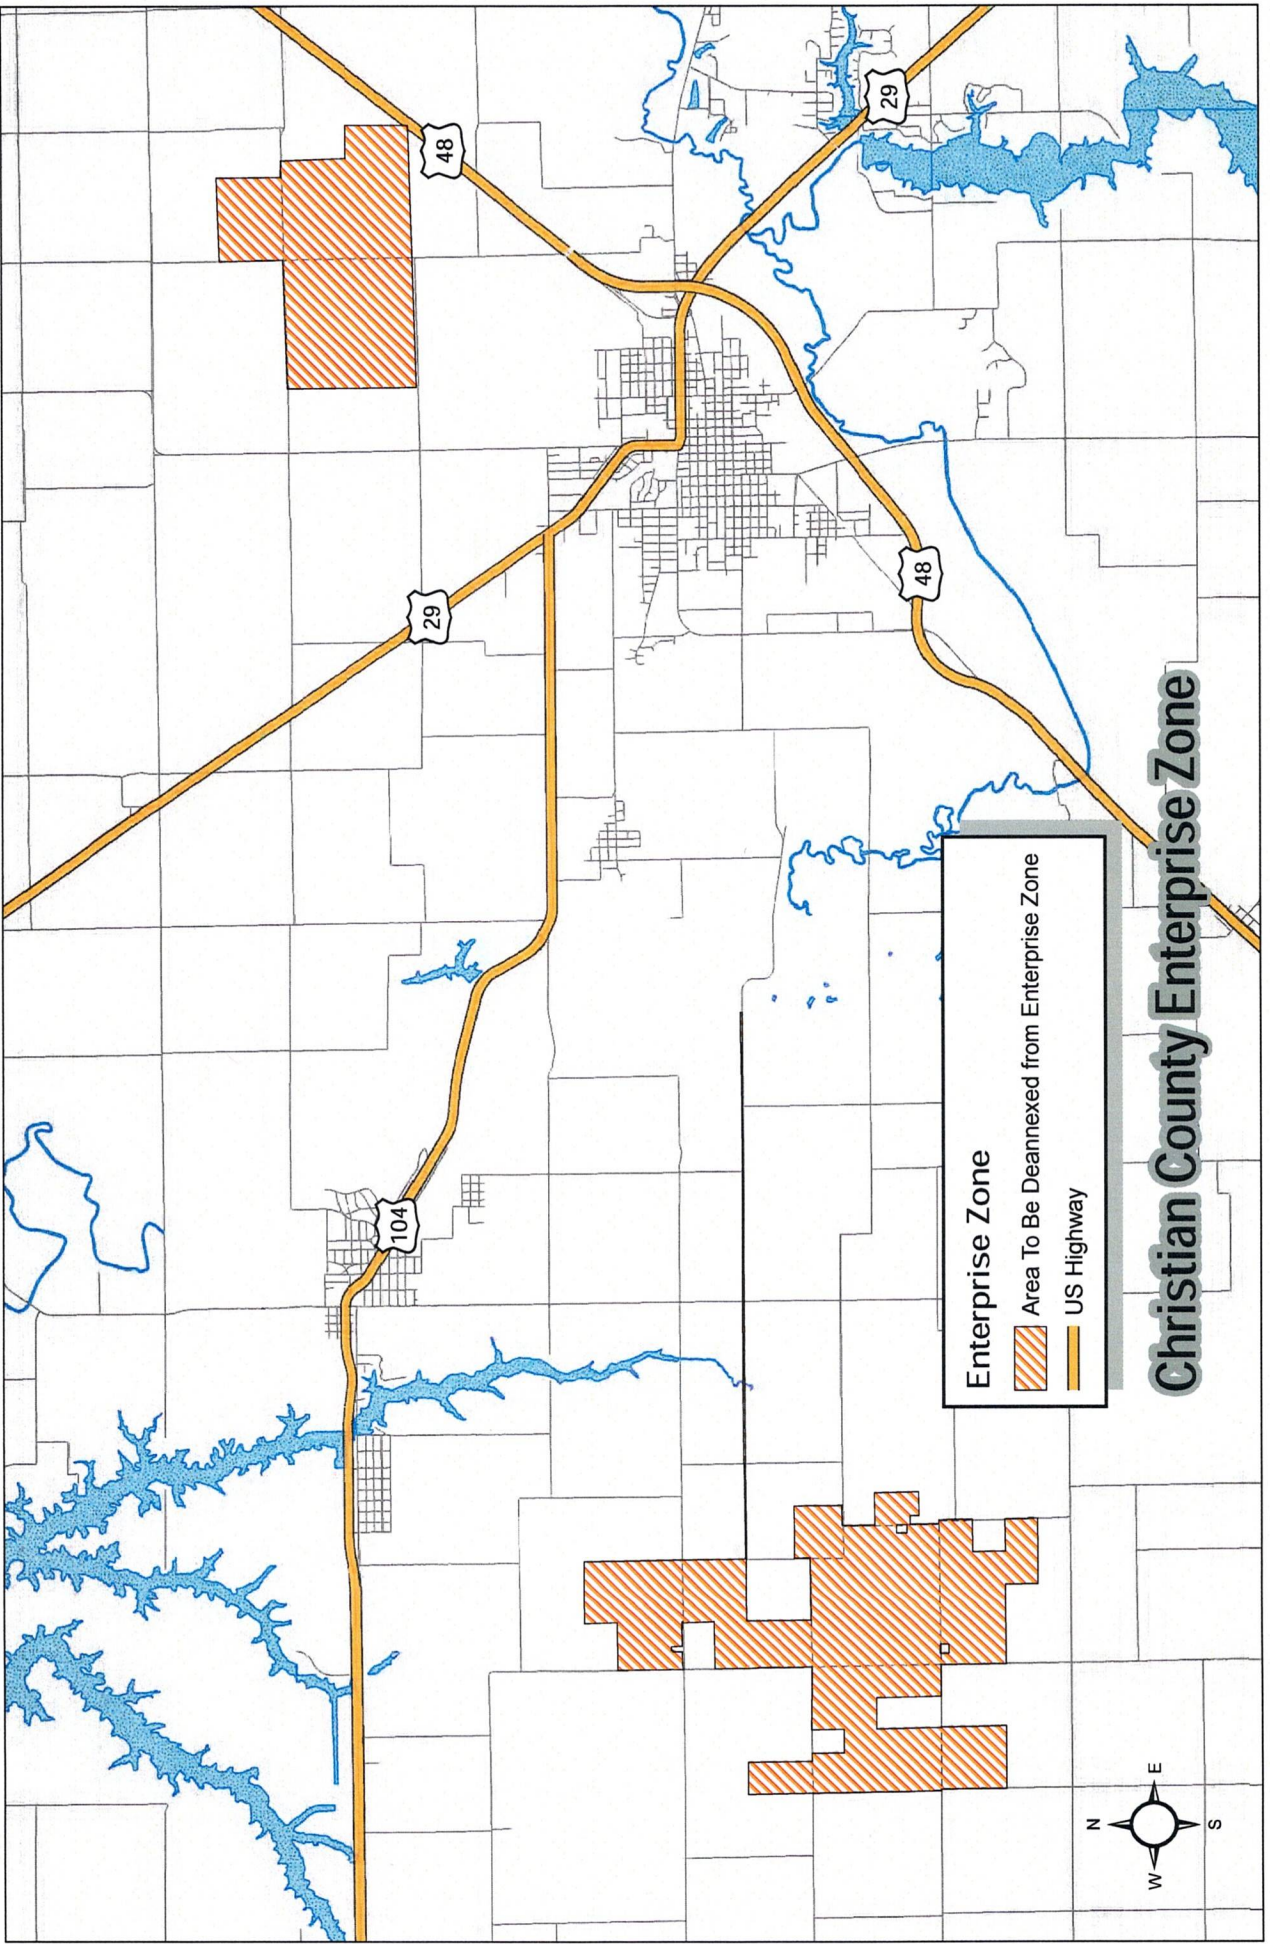 48
29
29
48
104
Enterprise Zone
Area To Be Deannexed from Enterprise Zone
US Highway
Christian County Enterprise Zone
N
W
E
S